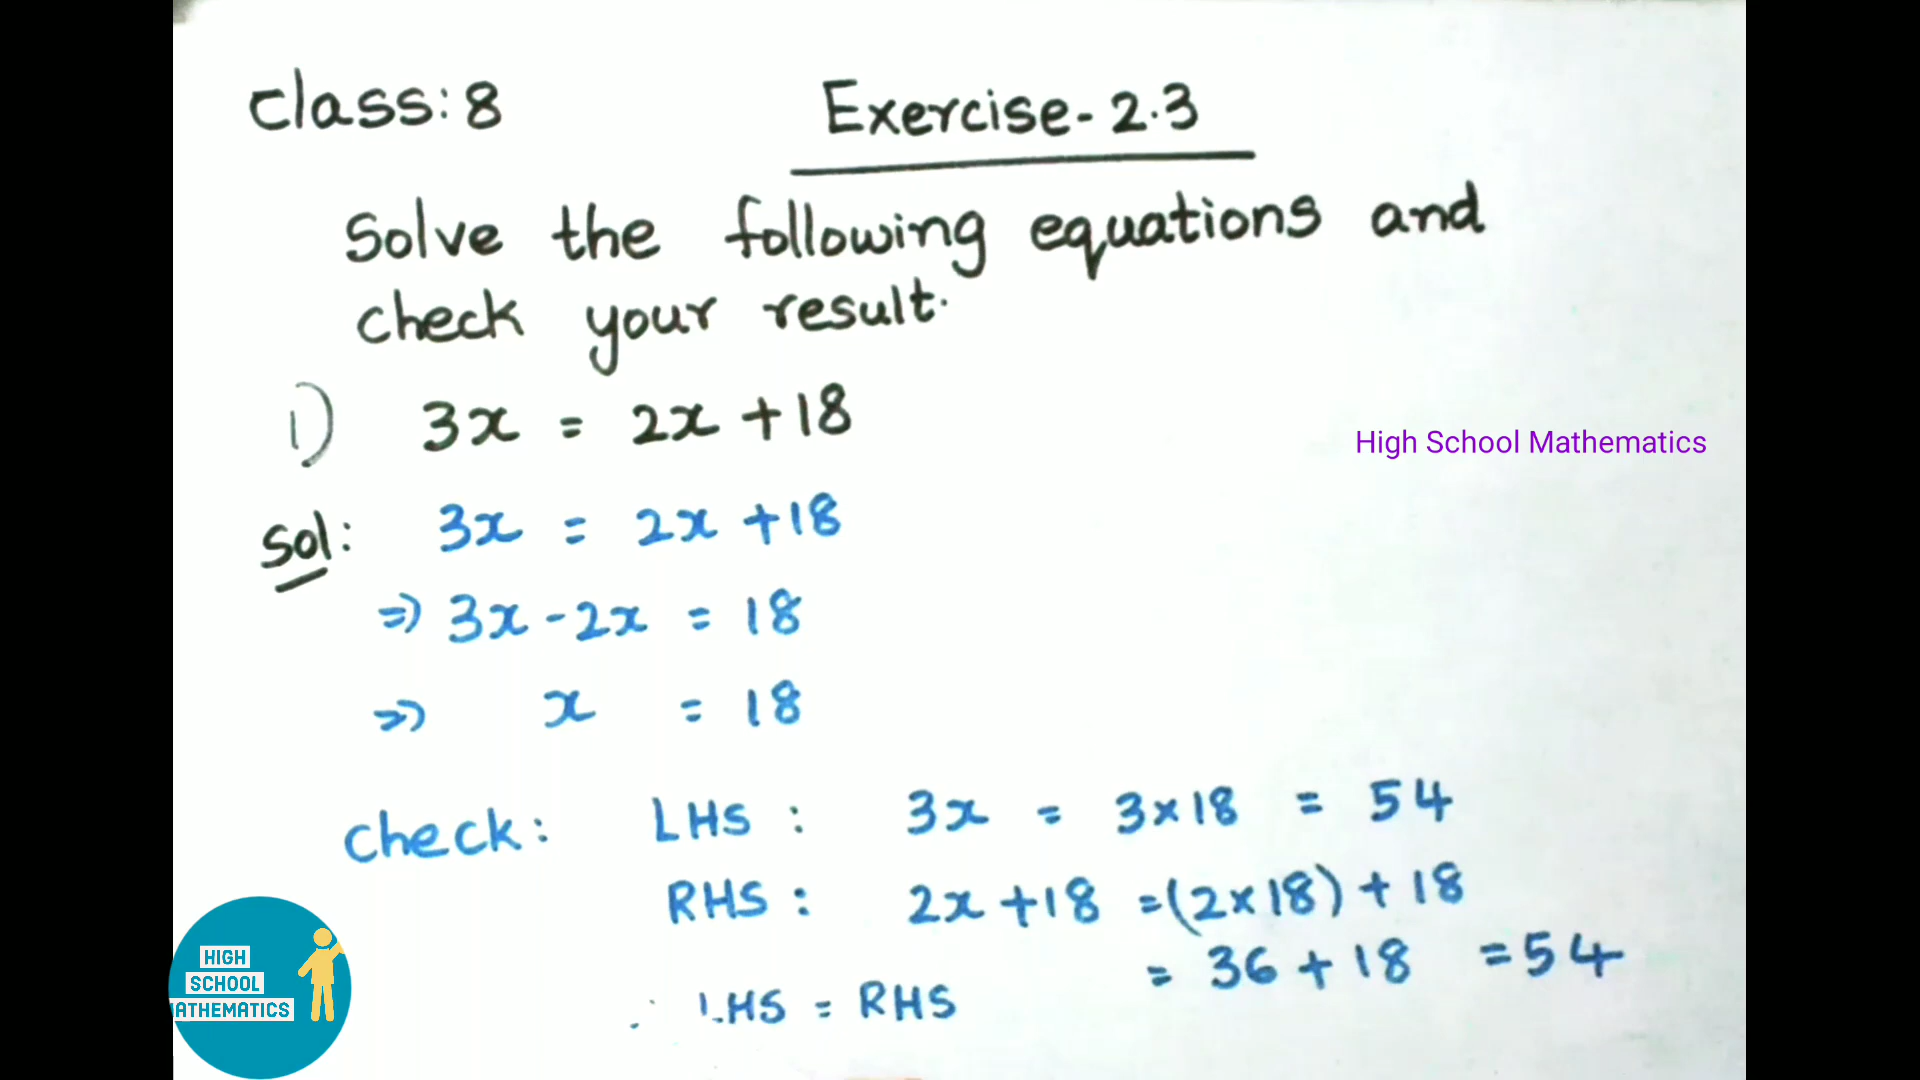 Class: 8
Exercise-2.3
Solve the following equations and
check your result.
1) 3x = 2x +18
High School Mathematics
Sol: 3x = 2x +18
=) 3x - 2x = 18
=) x = 18
Check: LHS : 3x = 3×18 = 54
RHS : 2x +18 =(2×18) + 18
= 36 + 18 =54
∴ LHS = RHS
HIGH
SCHOOL
MATHEMATICS